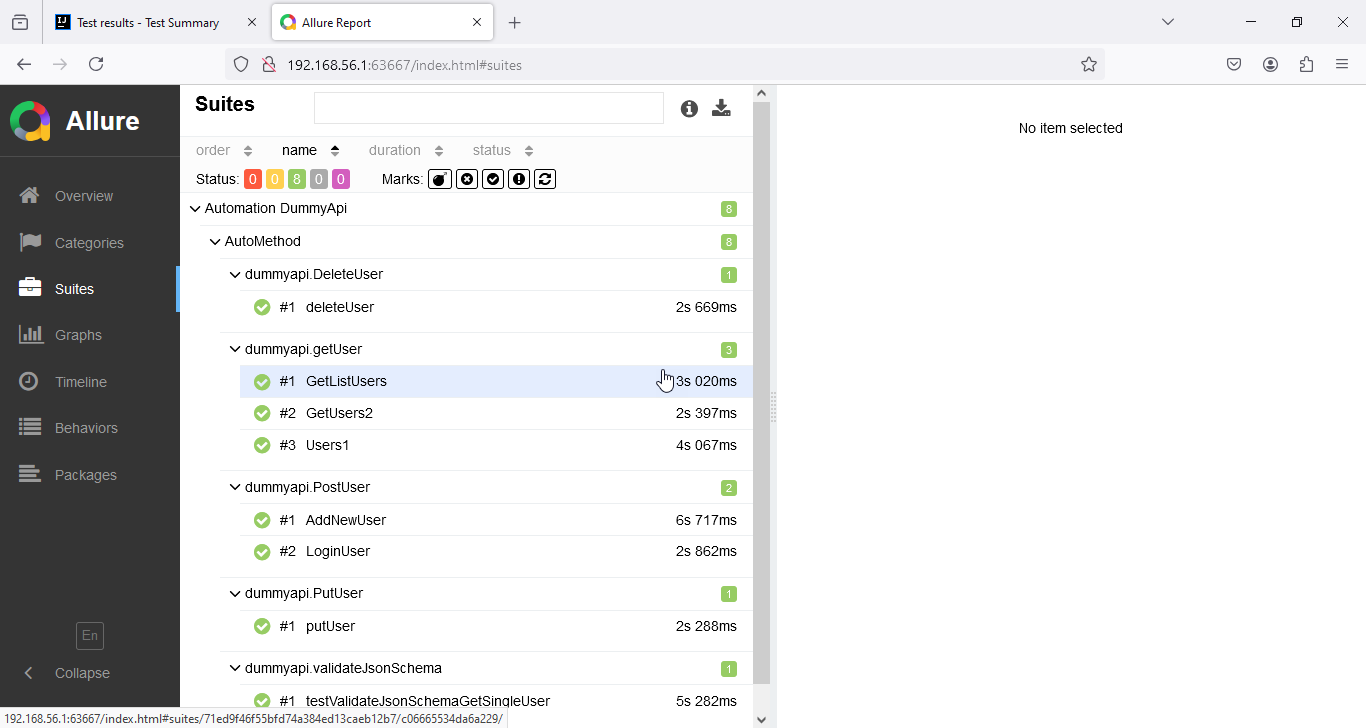 Test results - Test Summary
Allure Report
192.168.56.1:63667/index.html#suites
Allure
Overview
Categories
Suites
Graphs
Timeline
Behaviors
Packages
En
Collapse
Suites
order name duration status
Status: 0 0 8 0 0 Marks:
Automation DummyApi 8
AutoMethod 8
dummyapi.DeleteUser 1
#1 deleteUser 2s 669ms
dummyapi.getUser 3
#1 GetListUsers 3s 020ms
#2 GetUsers2 2s 397ms
#3 Users1 4s 067ms
dummyapi.PostUser 2
#1 AddNewUser 6s 717ms
#2 LoginUser 2s 862ms
dummyapi.PutUser 1
#1 putUser 2s 288ms
dummyapi.validateJsonSchema 1
#1 testValidateJsonSchemaGetSingleUser 5s 282ms
No item selected
192.168.56.1:63667/index.html#suites/71ed9f46f55bfd74a384ed13caeb12b7/c06665534da6a229/